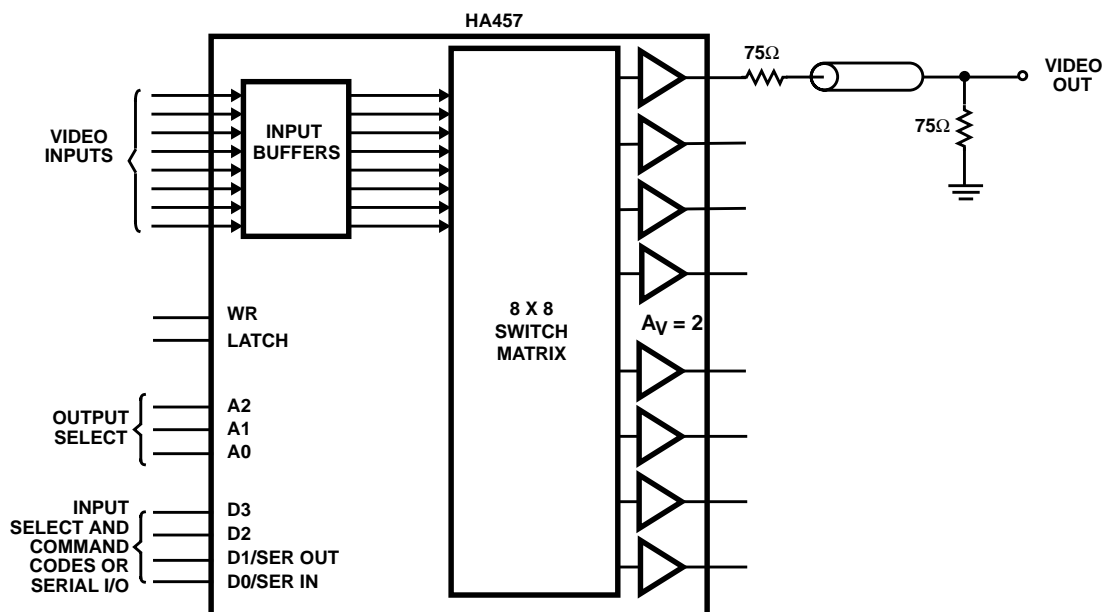 HA457
75Ω
VIDEO
OUT
75Ω
VIDEO
INPUTS
INPUT
BUFFERS
8 X 8
SWITCH
MATRIX
AV = 2
WR
LATCH
OUTPUT
SELECT
A2
A1
A0
INPUT
SELECT AND
COMMAND
CODES OR
SERIAL I/O
D3
D2
D1/SER OUT
D0/SER IN